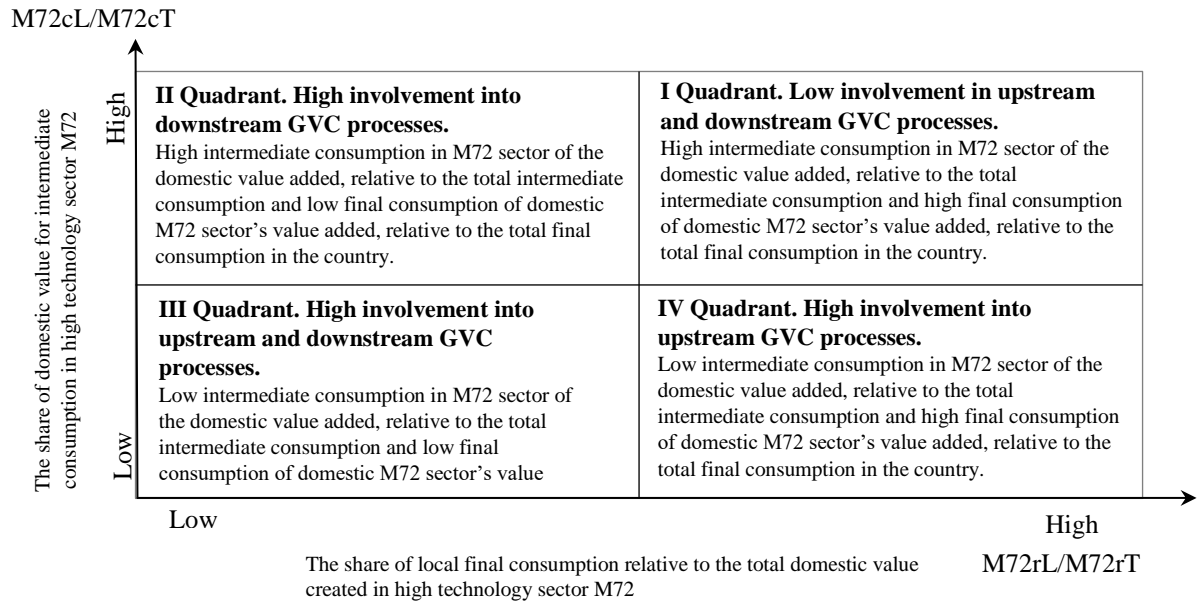 M72cL/M72cT
The share of domestic value for intermediate
consumption in high technology sector M72
High
Low
II Quadrant. High involvement into
downstream GVC processes.
High intermediate consumption in M72 sector of the
domestic value added, relative to the total intermediate
consumption and low final consumption of domestic
M72 sector’s value added, relative to the total final
consumption in the country.
I Quadrant. Low involvement in upstream
and downstream GVC processes.
High intermediate consumption in M72 sector of the
domestic value added, relative to the total
intermediate consumption and high final consumption
of domestic M72 sector’s value added, relative to the
total final consumption in the country.
III Quadrant. High involvement into
upstream and downstream GVC
processes.
Low intermediate consumption in M72 sector of
the domestic value added, relative to the total
intermediate consumption and low final
consumption of domestic M72 sector’s value
IV Quadrant. High involvement into
upstream GVC processes.
Low intermediate consumption in M72 sector of the
domestic value added, relative to the total
intermediate consumption and high final consumption
of domestic M72 sector’s value added, relative to the
total final consumption in the country.
Low
High
The share of local final consumption relative to the total domestic value
created in high technology sector M72
M72rL/M72rT